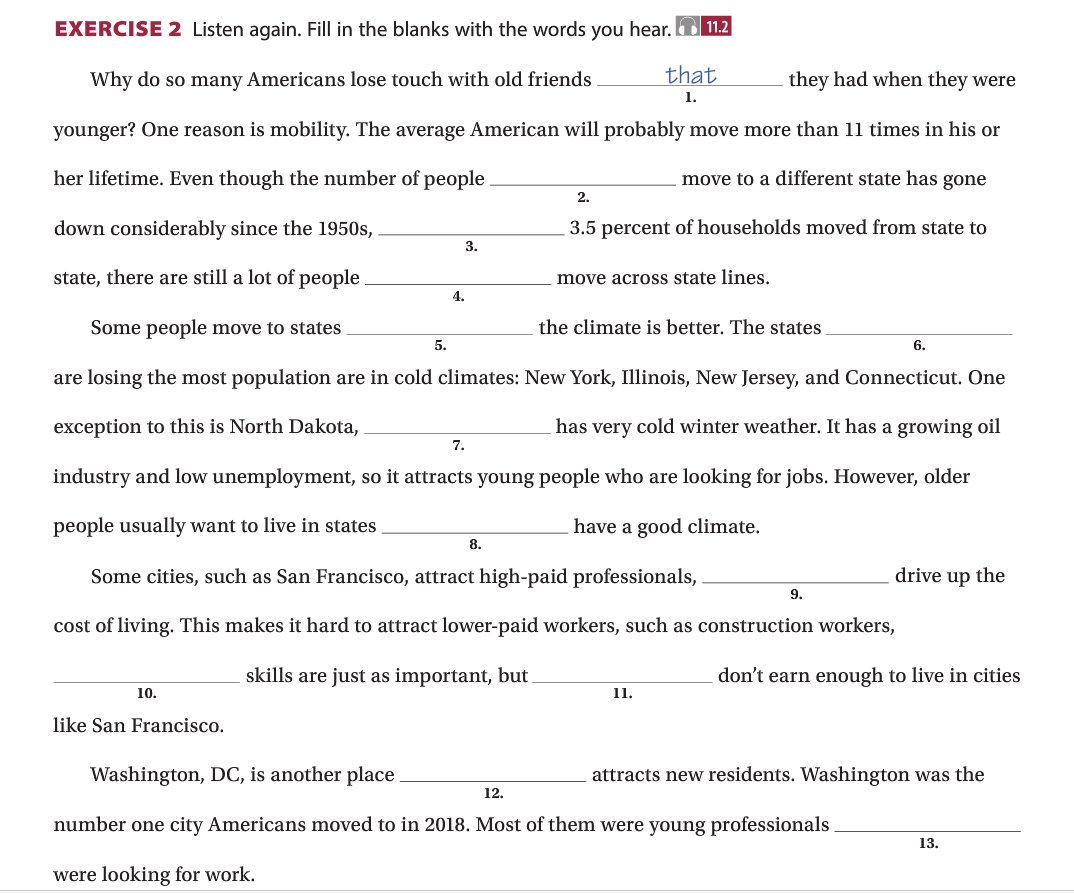 EXERCISE 2 Listen again. Fill in the blanks with the words you hear. 11.2
Why do so many Americans lose touch with old friends that they had when they were
1.
younger? One reason is mobility. The average American will probably move more than 11 times in his or
her lifetime. Even though the number of people ____________ move to a different state has gone
2.
down considerably since the 1950s, ____________ 3.5 percent of households moved from state to
3.
state, there are still a lot of people ____________ move across state lines.
4.
Some people move to states ____________ the climate is better. The states ____________
5. 6.
are losing the most population are in cold climates: New York, Illinois, New Jersey, and Connecticut. One
exception to this is North Dakota, ____________ has very cold winter weather. It has a growing oil
7.
industry and low unemployment, so it attracts young people who are looking for jobs. However, older
people usually want to live in states ____________ have a good climate.
8.
Some cities, such as San Francisco, attract high-paid professionals, ____________ drive up the
9.
cost of living. This makes it hard to attract lower-paid workers, such as construction workers,
____________ skills are just as important, but ____________ don't earn enough to live in cities
10. 11.
like San Francisco.
Washington, DC, is another place ____________ attracts new residents. Washington was the
12.
number one city Americans moved to in 2018. Most of them were young professionals ____________
13.
were looking for work.